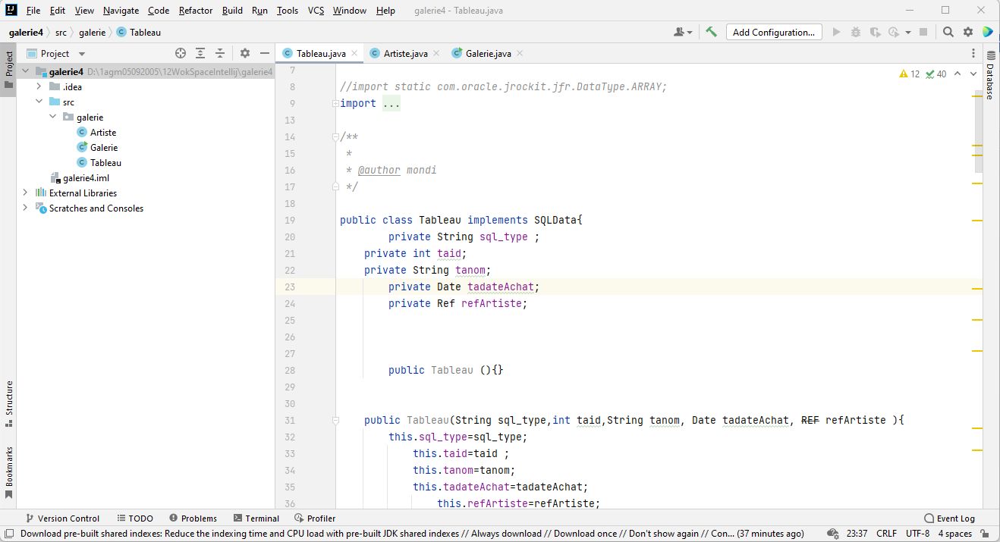 File Edit View Navigate Code Refactor Build Run Tools VCS Window Help galerie4 - Tableau.java
galerie4 src galerie Tableau Add Configuration...
Project
Project
Tableau.java Artiste.java Galerie.java
galerie4 D:\1agm05092005\12WokSpaceIntellij\galerie4
.idea
src
galerie
Artiste
Galerie
Tableau
galerie4.iml
External Libraries
Scratches and Consoles
12 40
Database
7
8 //import static com.oracle.jrockit.jfr.DataType.ARRAY;
9 import ...
13
14 /**
15 *
16 * @author mondi
17 */
18
19 public class Tableau implements SQLData{
20 private String sql_type ;
21 private int taid;
22 private String tanom;
23 private Date tadateAchat;
24 private Ref refArtiste;
25
26
27
28 public Tableau (){}
29
30
31 public Tableau(String sql_type,int taid,String tanom, Date tadateAchat, REF refArtiste ){
32 this.sql_type=sql_type;
33 this.taid=taid ;
34 this.tanom=tanom;
35 this.tadateAchat=tadateAchat;
36 this.refArtiste=refArtiste;
Structure
Bookmarks
Version Control TODO Problems Terminal Profiler Event Log
Download pre-built shared indexes: Reduce the indexing time and CPU load with pre-built JDK shared indexes // Always download // Download once // Don't show again // Con... (37 minutes ago) 23:37 CRLF UTF-8 4 spaces